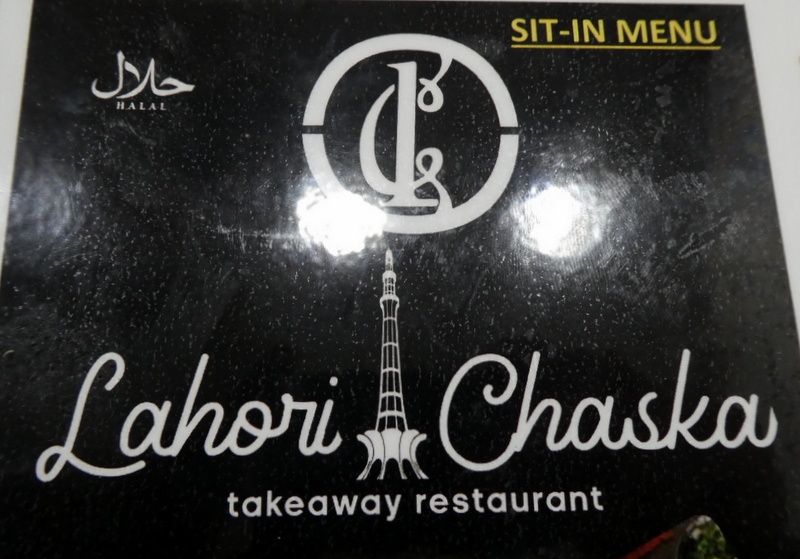 SIT-IN MENU
حلال
HALAL
Lahori Chaska
takeaway restaurant